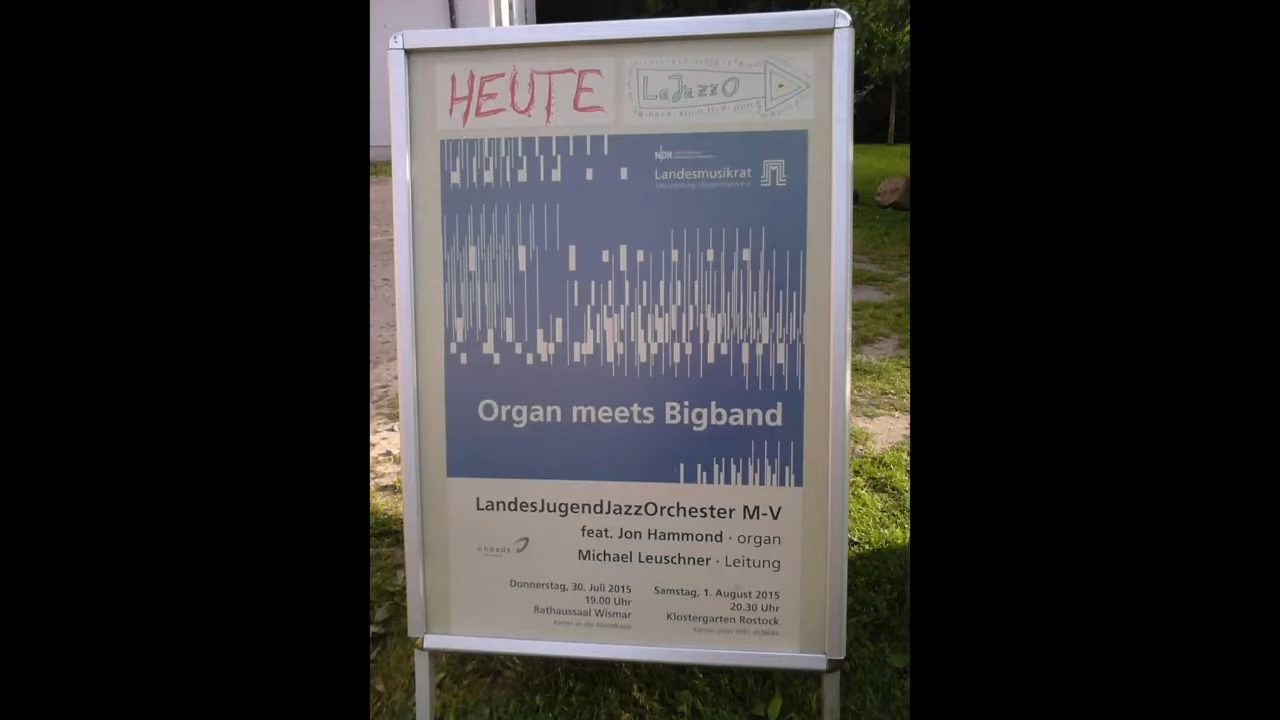 HEUTE
LaJazzO
NDR
Landesmusikrat
Organ meets Bigband
LandesJugendJazzOrchester M-V
feat. Jon Hammond · organ
Michael Leuschner · Leitung
Donnerstag, 30. Juli 2015
19.00 Uhr
Rathaussaal Wismar
Samstag, 1. August 2015
20.30 Uhr
Klostergarten Rostock